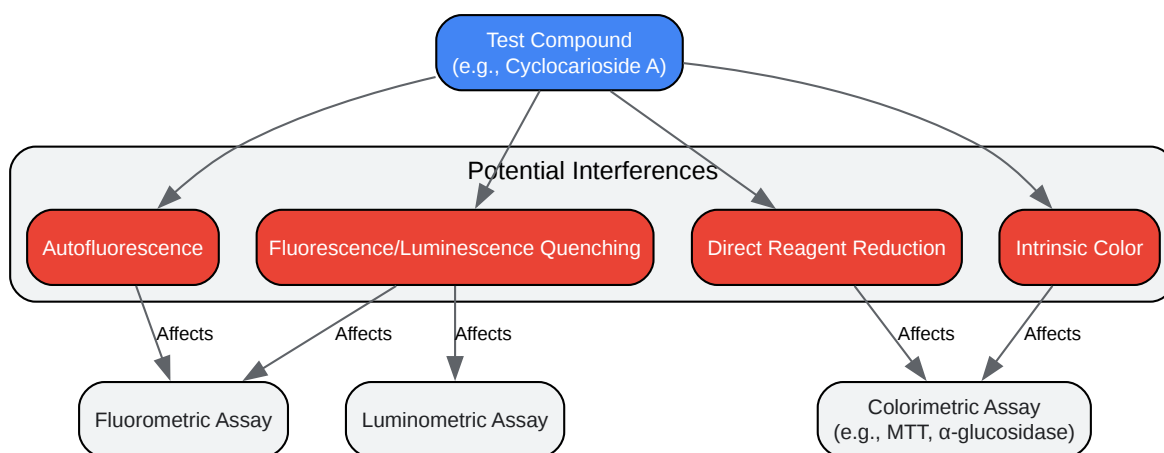 Test Compound
(e.g., Cyclocarioside A)
Potential Interferences
Autofluorescence
Fluorescence/Luminescence Quenching
Direct Reagent Reduction
Intrinsic Color
Affects
Affects
Affects
Affects
Affects
Fluorometric Assay
Luminometric Assay
Colorimetric Assay
(e.g., MTT, α-glucosidase)